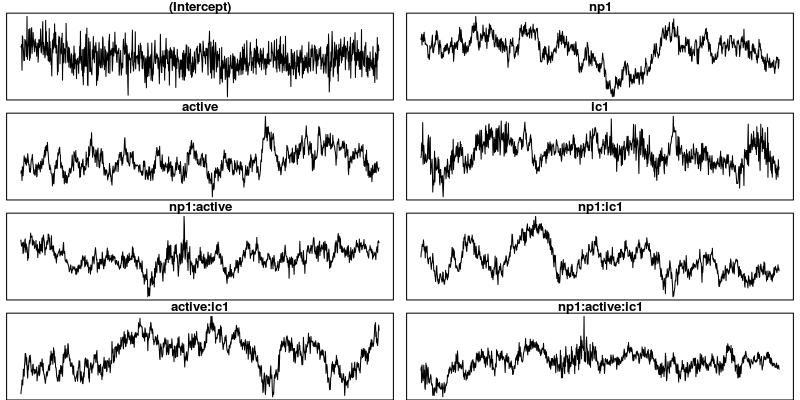 (Intercept)
np1
active
ic1
np1:active
np1:ic1
active:ic1
np1:active:ic1